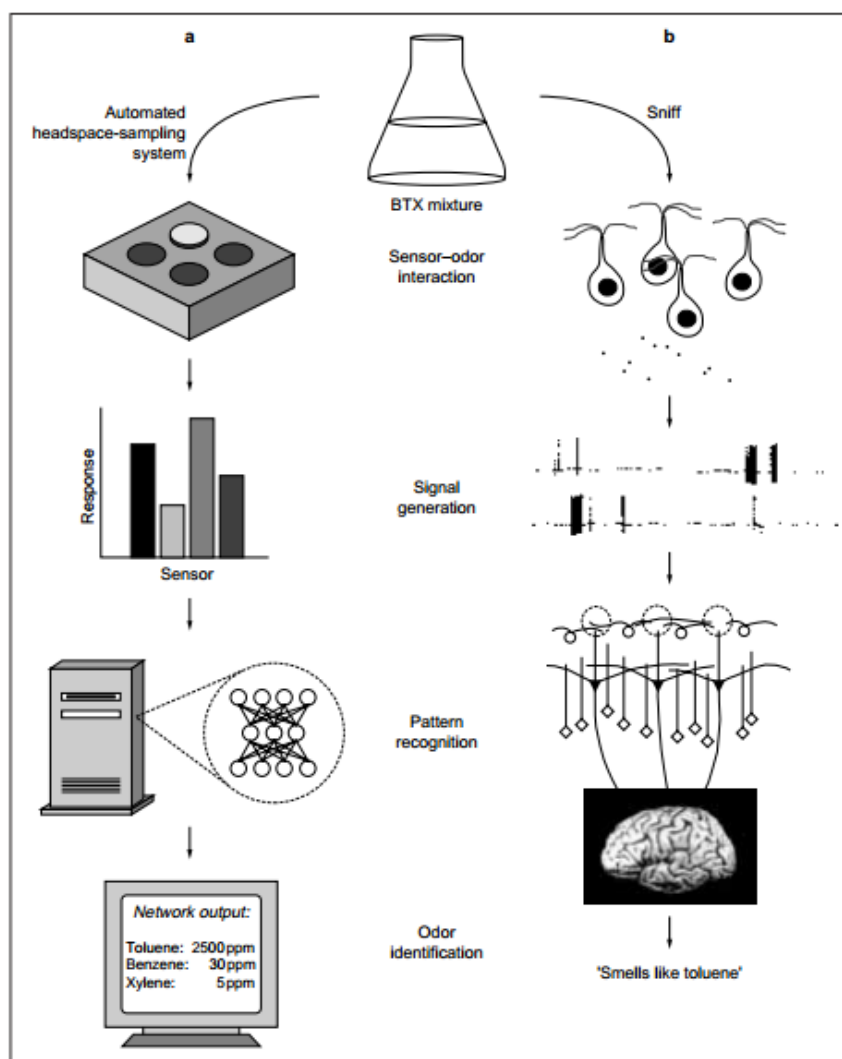 a
b
Automated
headspace-sampling
system
Sniff
BTX mixture
Sensor–odor
interaction
Response
Sensor
Signal
generation
Pattern
recognition
Network output:
Toluene: 2500 ppm
Benzene: 30 ppm
Xylene: 5 ppm
Odor
identification
'Smells like toluene'